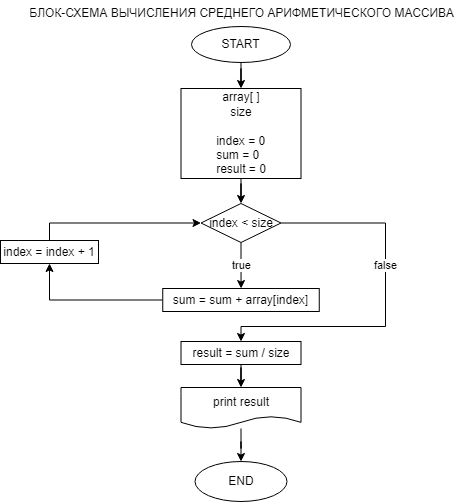 БЛОК-СХЕМА ВЫЧИСЛЕНИЯ СРЕДНЕГО АРИФМЕТИЧЕСКОГО МАССИВА
START
array[ ]
size
index = 0
sum = 0
result = 0
index < size
index = index + 1
true
false
sum = sum + array[index]
result = sum / size
print result
END